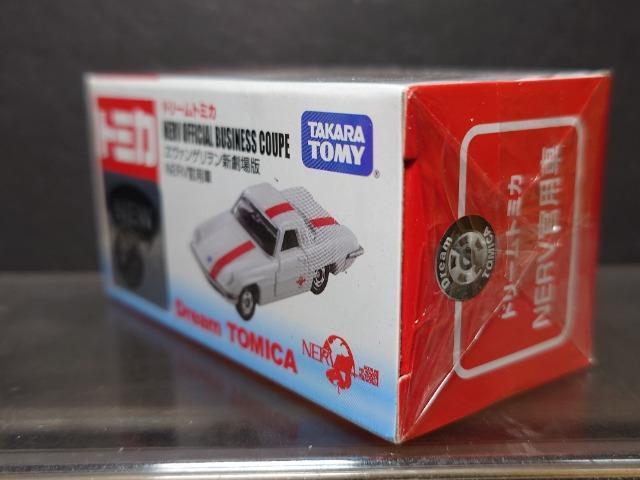 トミカ
ドリームトミカ
NERV OFFICIAL BUSINESS COUPE
ヱヴァンゲリヲン新劇場版
NERV官用車
TAKARA
TOMY
®
NEW
Dream TOMICA
NERV
Dream
TOMICA
ドリームトミカ
NERV官用車